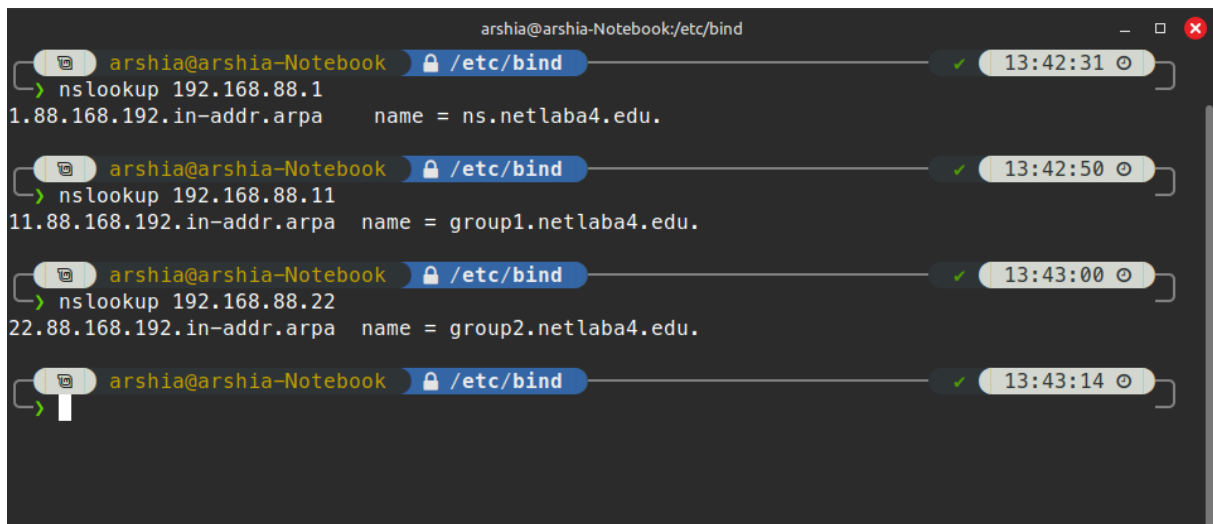 arshia@arshia-Notebook:/etc/bind
arshia@arshia-Notebook /etc/bind ✔ 13:42:31
❯ nslookup 192.168.88.1
1.88.168.192.in-addr.arpa    name = ns.netlaba4.edu.
arshia@arshia-Notebook /etc/bind ✔ 13:42:50
❯ nslookup 192.168.88.11
11.88.168.192.in-addr.arpa  name = group1.netlaba4.edu.
arshia@arshia-Notebook /etc/bind ✔ 13:43:00
❯ nslookup 192.168.88.22
22.88.168.192.in-addr.arpa  name = group2.netlaba4.edu.
arshia@arshia-Notebook /etc/bind ✔ 13:43:14
❯